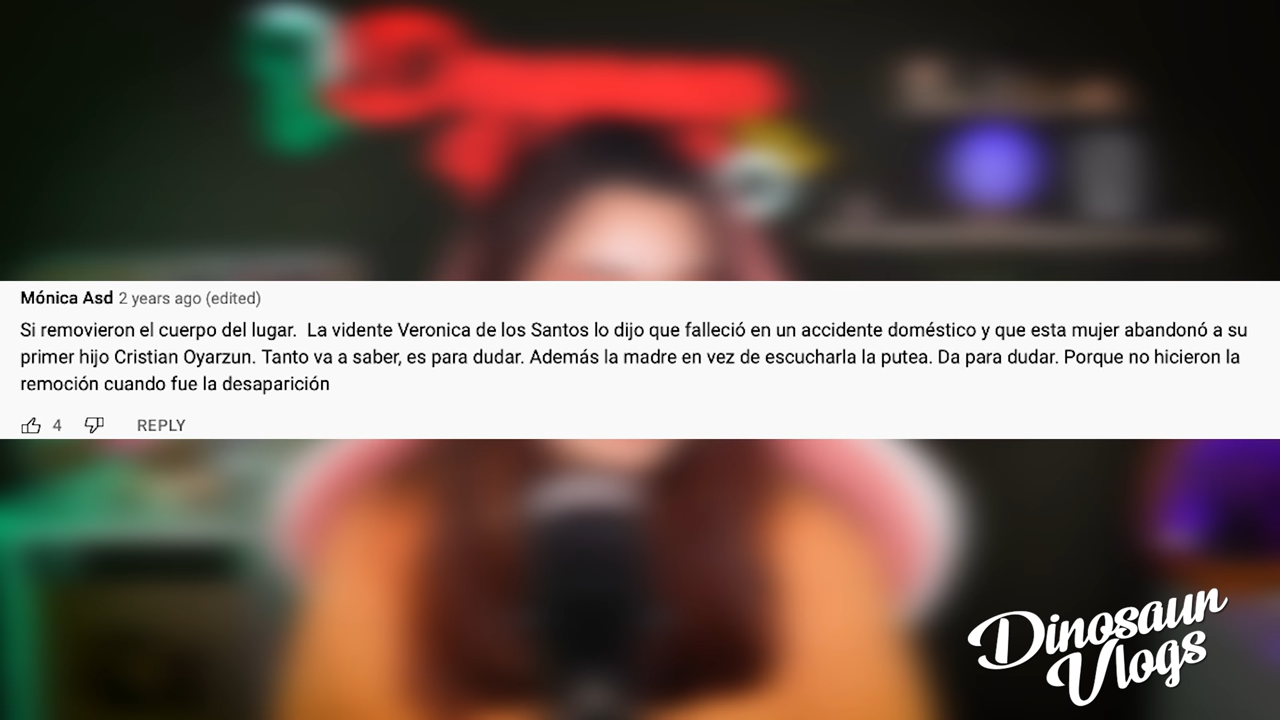 Mónica Asd 2 years ago (edited)
Si removieron el cuerpo del lugar.  La vidente Veronica de los Santos lo dijo que falleció en un accidente doméstico y que esta mujer abandonó a su
primer hijo Cristian Oyarzun. Tanto va a saber, es para dudar. Además la madre en vez de escucharla la putea. Da para dudar. Porque no hicieron la
remoción cuando fue la desaparición
4 REPLY
Dinosaur
Vlogs